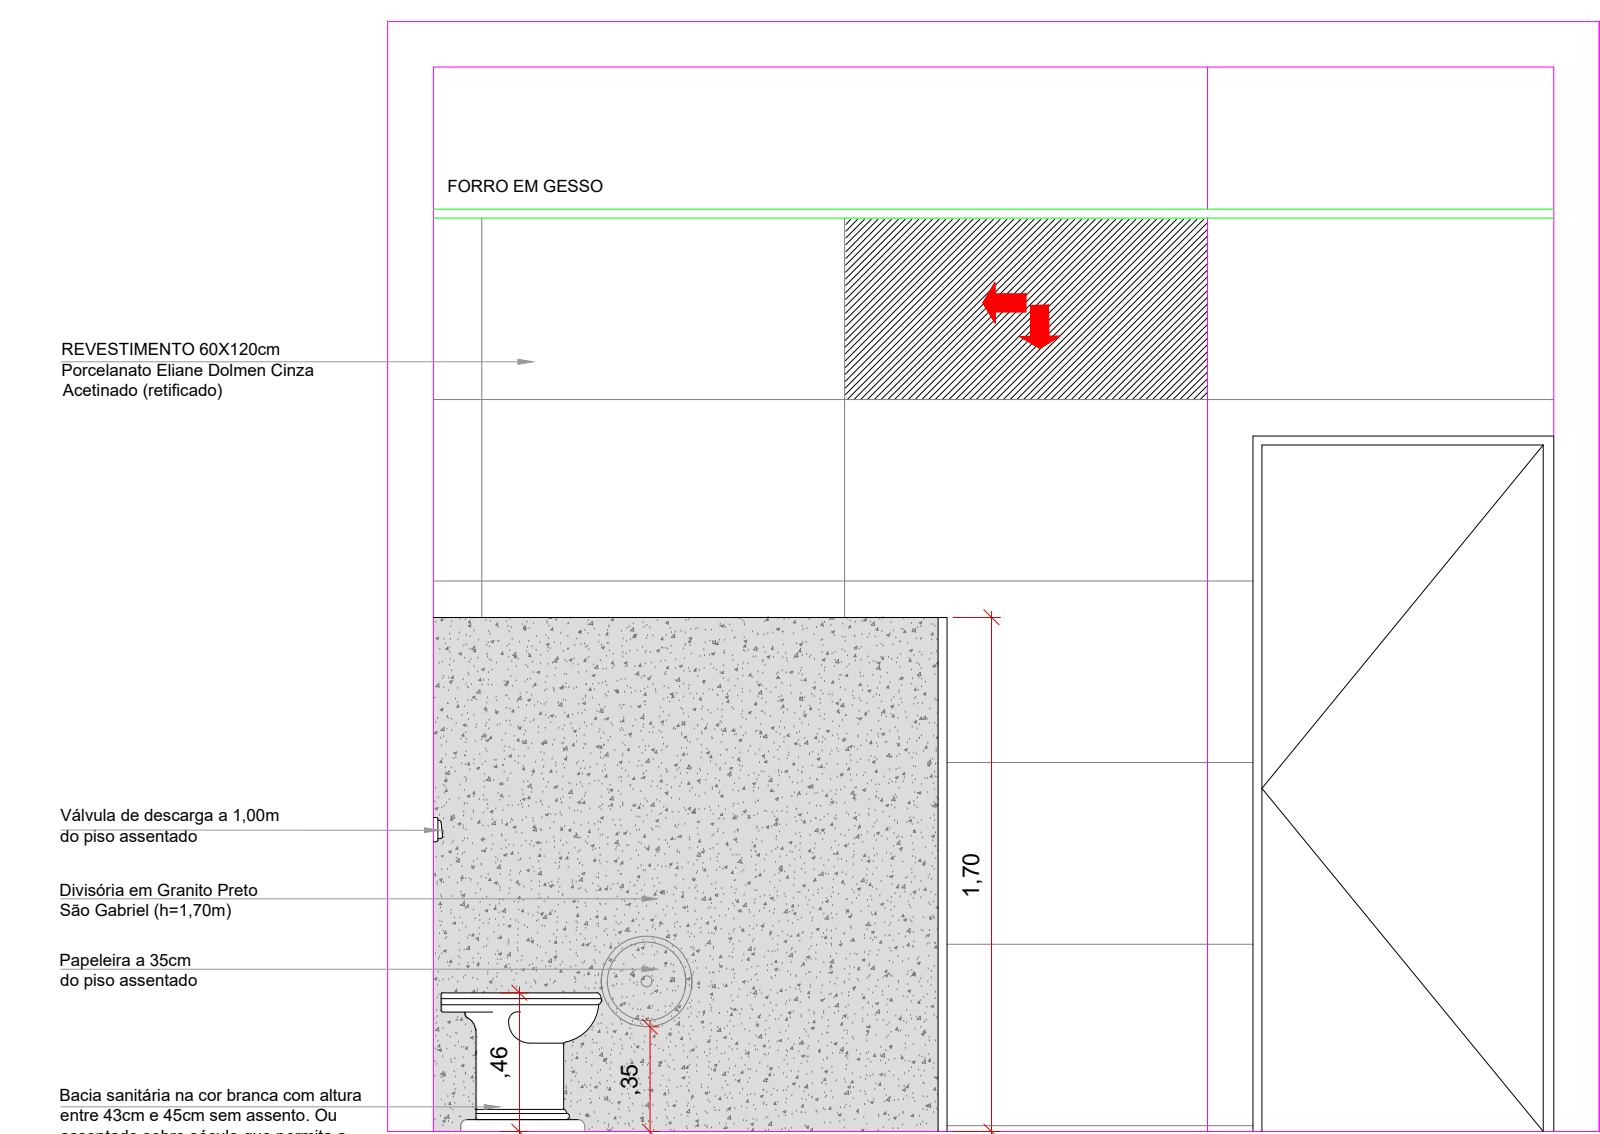 FORRO EM GESSO
REVESTIMENTO 60X120cm
Porcelanato Eliane Dolmen Cinza
Acetinado (retificado)
Válvula de descarga a 1,00m
do piso assentado
1,70
Divisória em Granito Preto
São Gabriel (h=1,70m)
Papeleira a 35cm
do piso assentado
,46
,35
Bacia sanitária na cor branca com altura
entre 43cm e 45cm sem assento. Ou